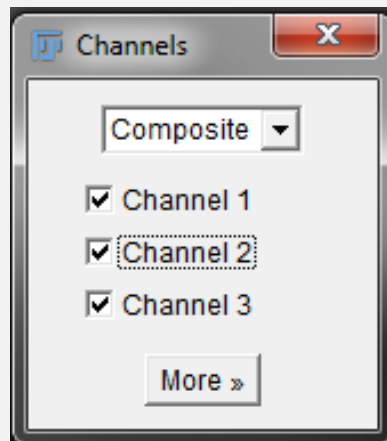 Channels
Composite
Channel 1
Channel 2
Channel 3
More »